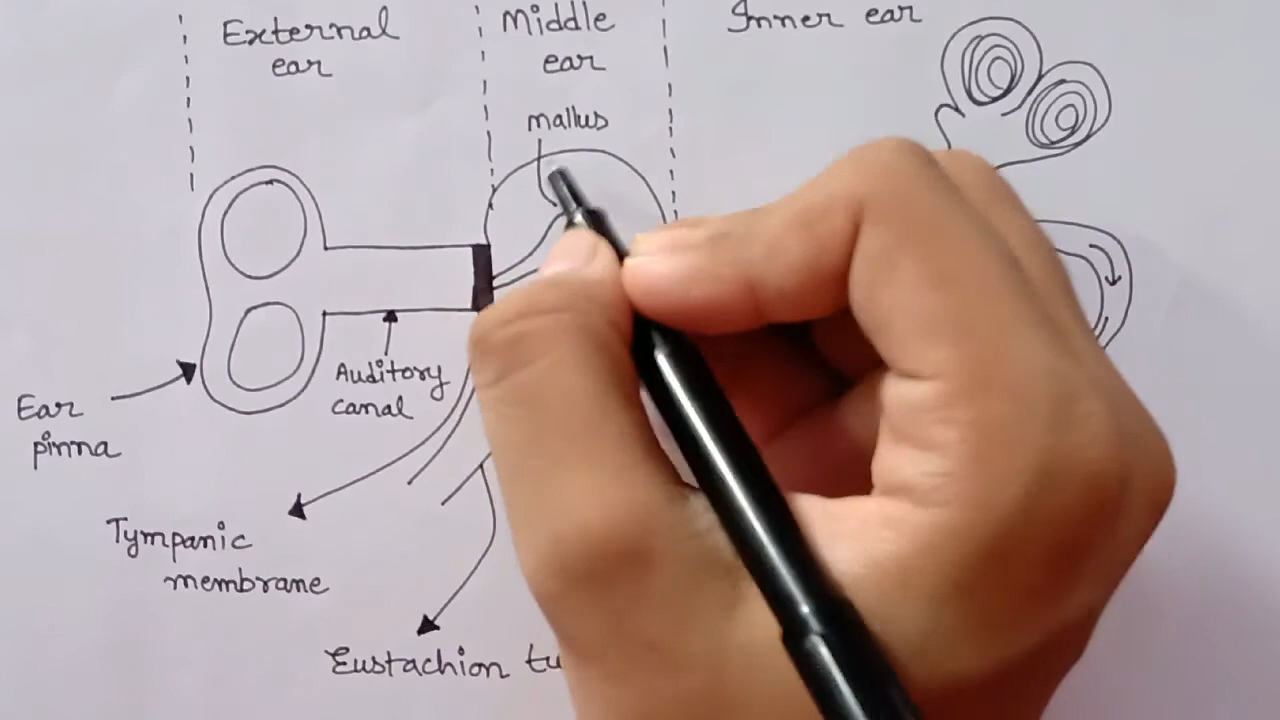 External
ear
Middle
ear
Inner ear
mallus
Auditory
canal
Ear
pinna
Tympanic
membrane
Eustachion